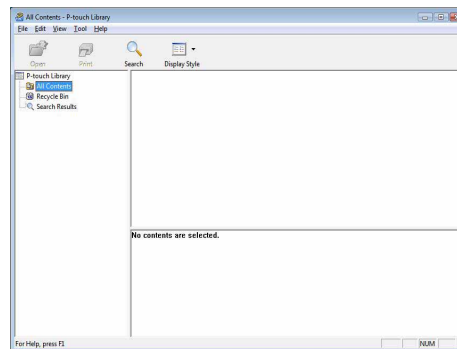 All Contents - P-touch Library
File Edit View Tool Help
Open Print Search Display Style
P-touch Library
All Contents
Recycle Bin
Search Results
No contents are selected.
For Help, press F1
NUM